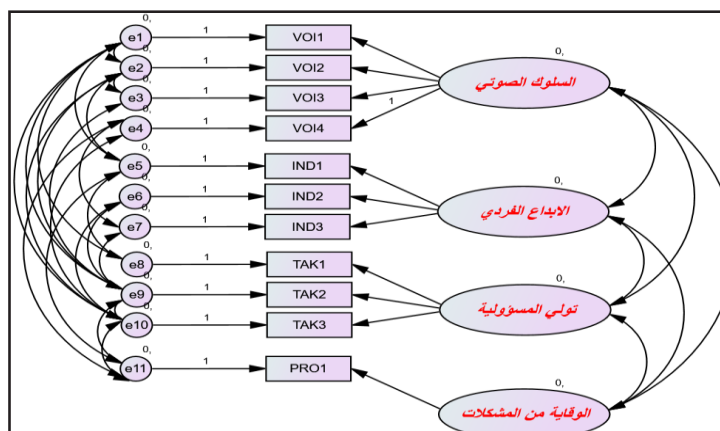 0,
e1 1 VOI1
0,
e2 1 VOI2
0, السلوك الصوتي
0,
e3 1 VOI3
0,
e4 1 VOI4 1
0,
e5 1 IND1
0,
e6 1 IND2
0, الابداع الفردي
0,
e7 1 IND3
0,
e8 1 TAK1
0,
e9 1 TAK2
0, تولي المسؤولية
0,
e10 1 TAK3
0,
e11 1 PRO1
0,
الوقاية من المشكلات